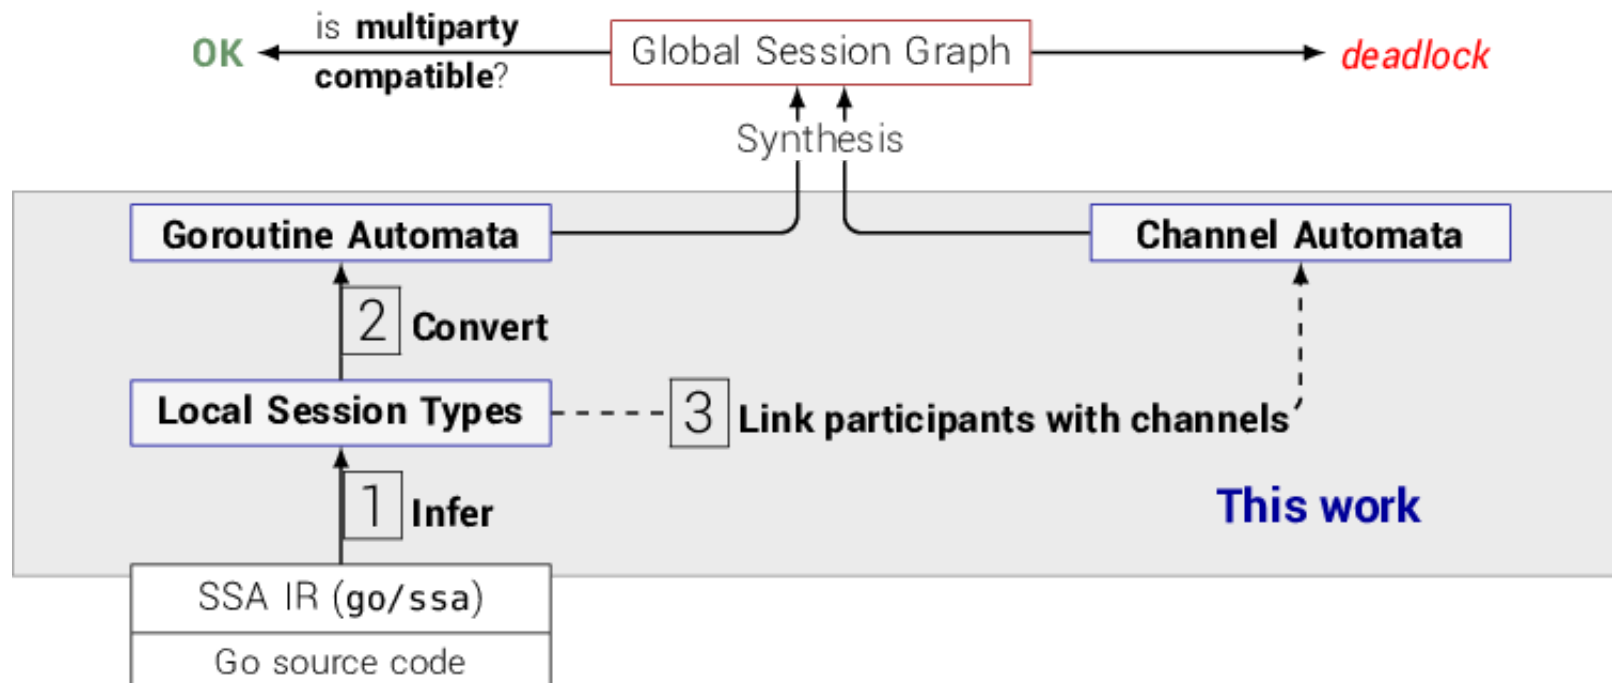 is multiparty
OK
compatible?
Global Session Graph
deadlock
Synthesis
Goroutine Automata
Channel Automata
2 Convert
Local Session Types
3 Link participants with channels
1 Infer
This work
SSA IR (go/ssa)
Go source code